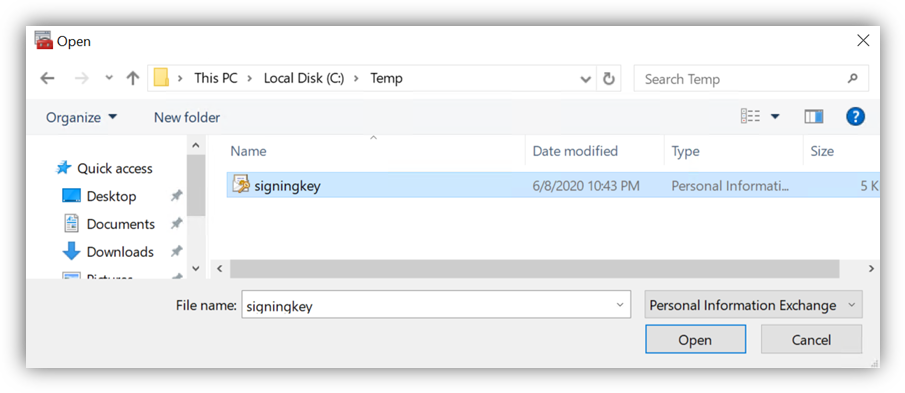 Open
This PC > Local Disk (C:) > Temp
Search Temp
Organize
New folder
Name
Date modified
Type
Size
Quick access
Desktop
Documents
Downloads
Pictures
signingkey
6/8/2020 10:43 PM
Personal Informati...
5 K
File name:
signingkey
Personal Information Exchange
Open
Cancel